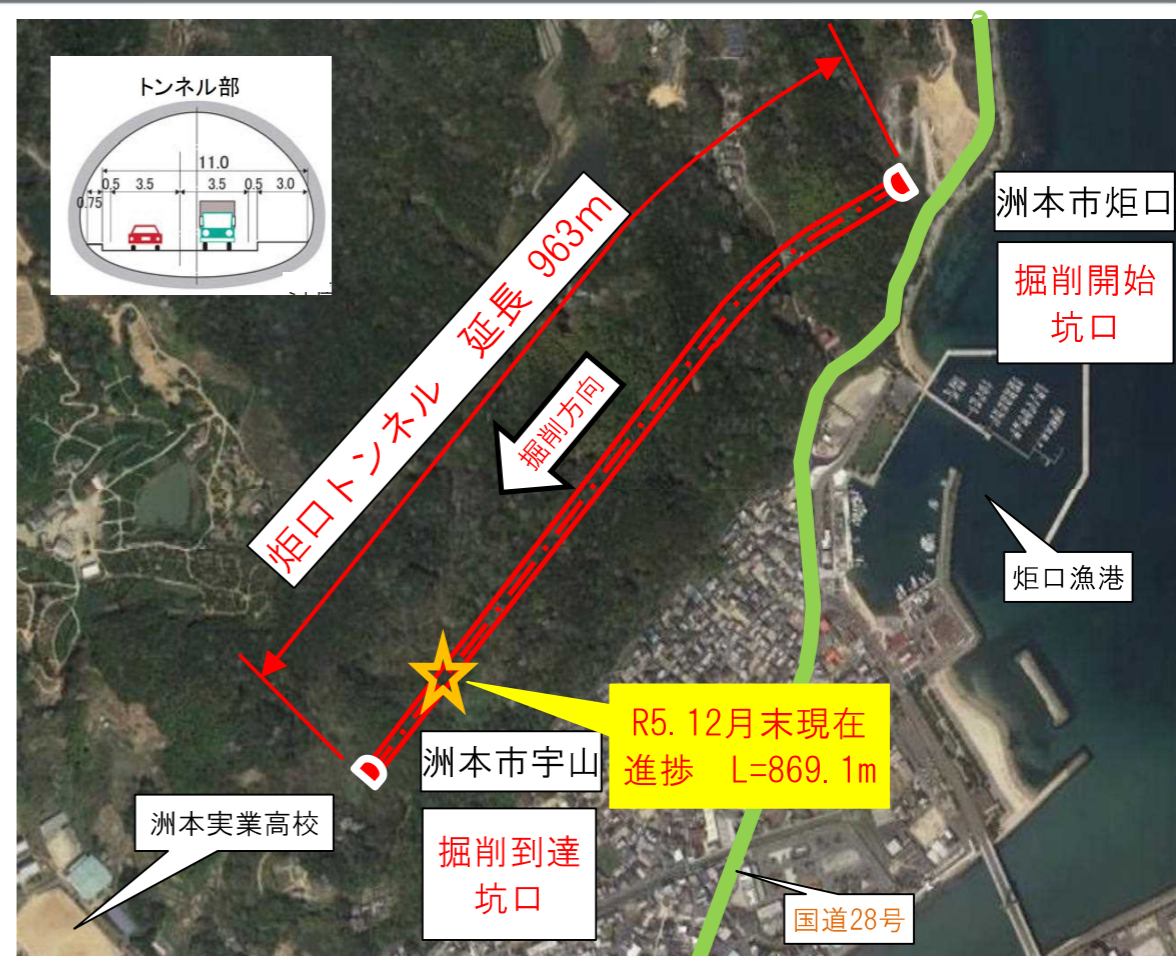 トンネル部
11.0
0.5 3.5 3.5 0.5 3.0
0.75
炬口トンネル 延長 963m
掘削方向
洲本市炬口
掘削開始
坑口
炬口漁港
R5.12月末現在
進捗 L=869.1m
洲本市宇山
掘削到達
坑口
洲本実業高校
国道28号